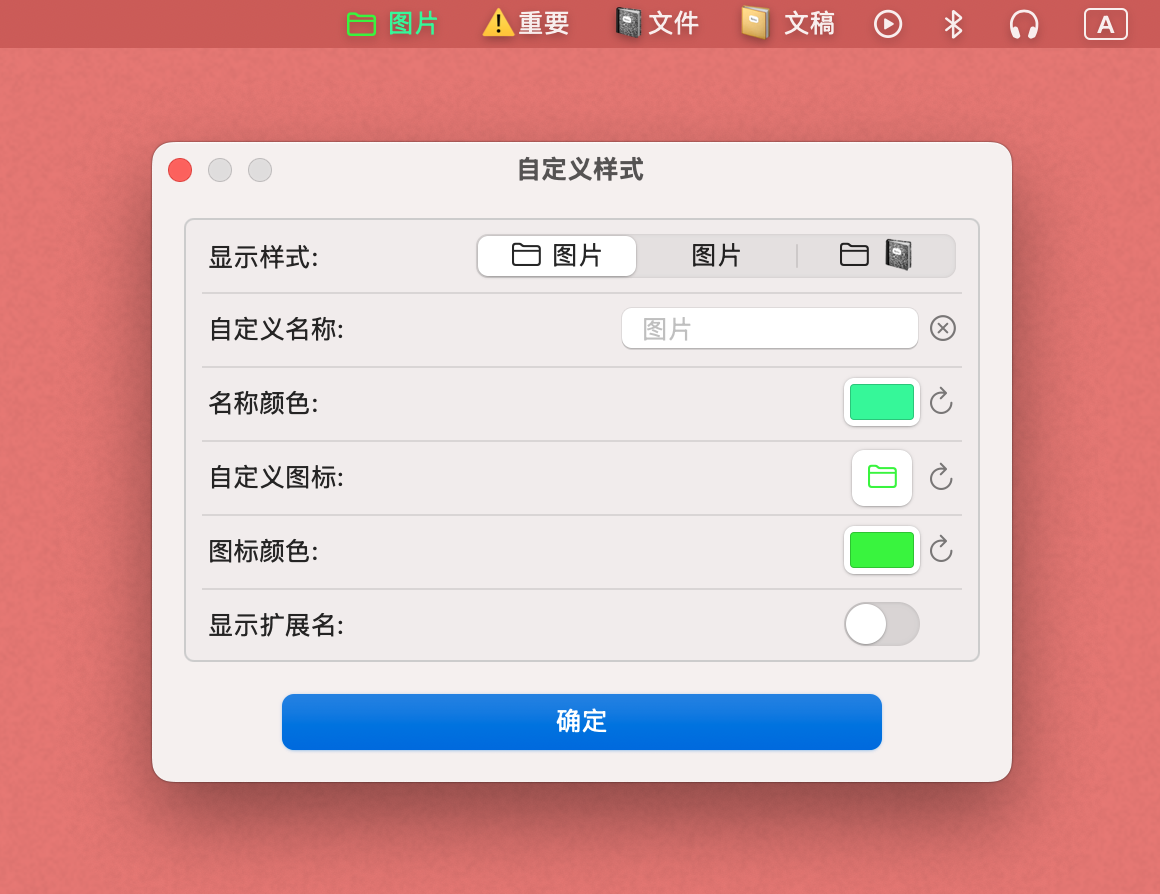 图片 重要 文件 文稿 A
自定义样式
显示样式: 图片 图片
自定义名称: 图片
名称颜色:
自定义图标:
图标颜色:
显示扩展名:
确定